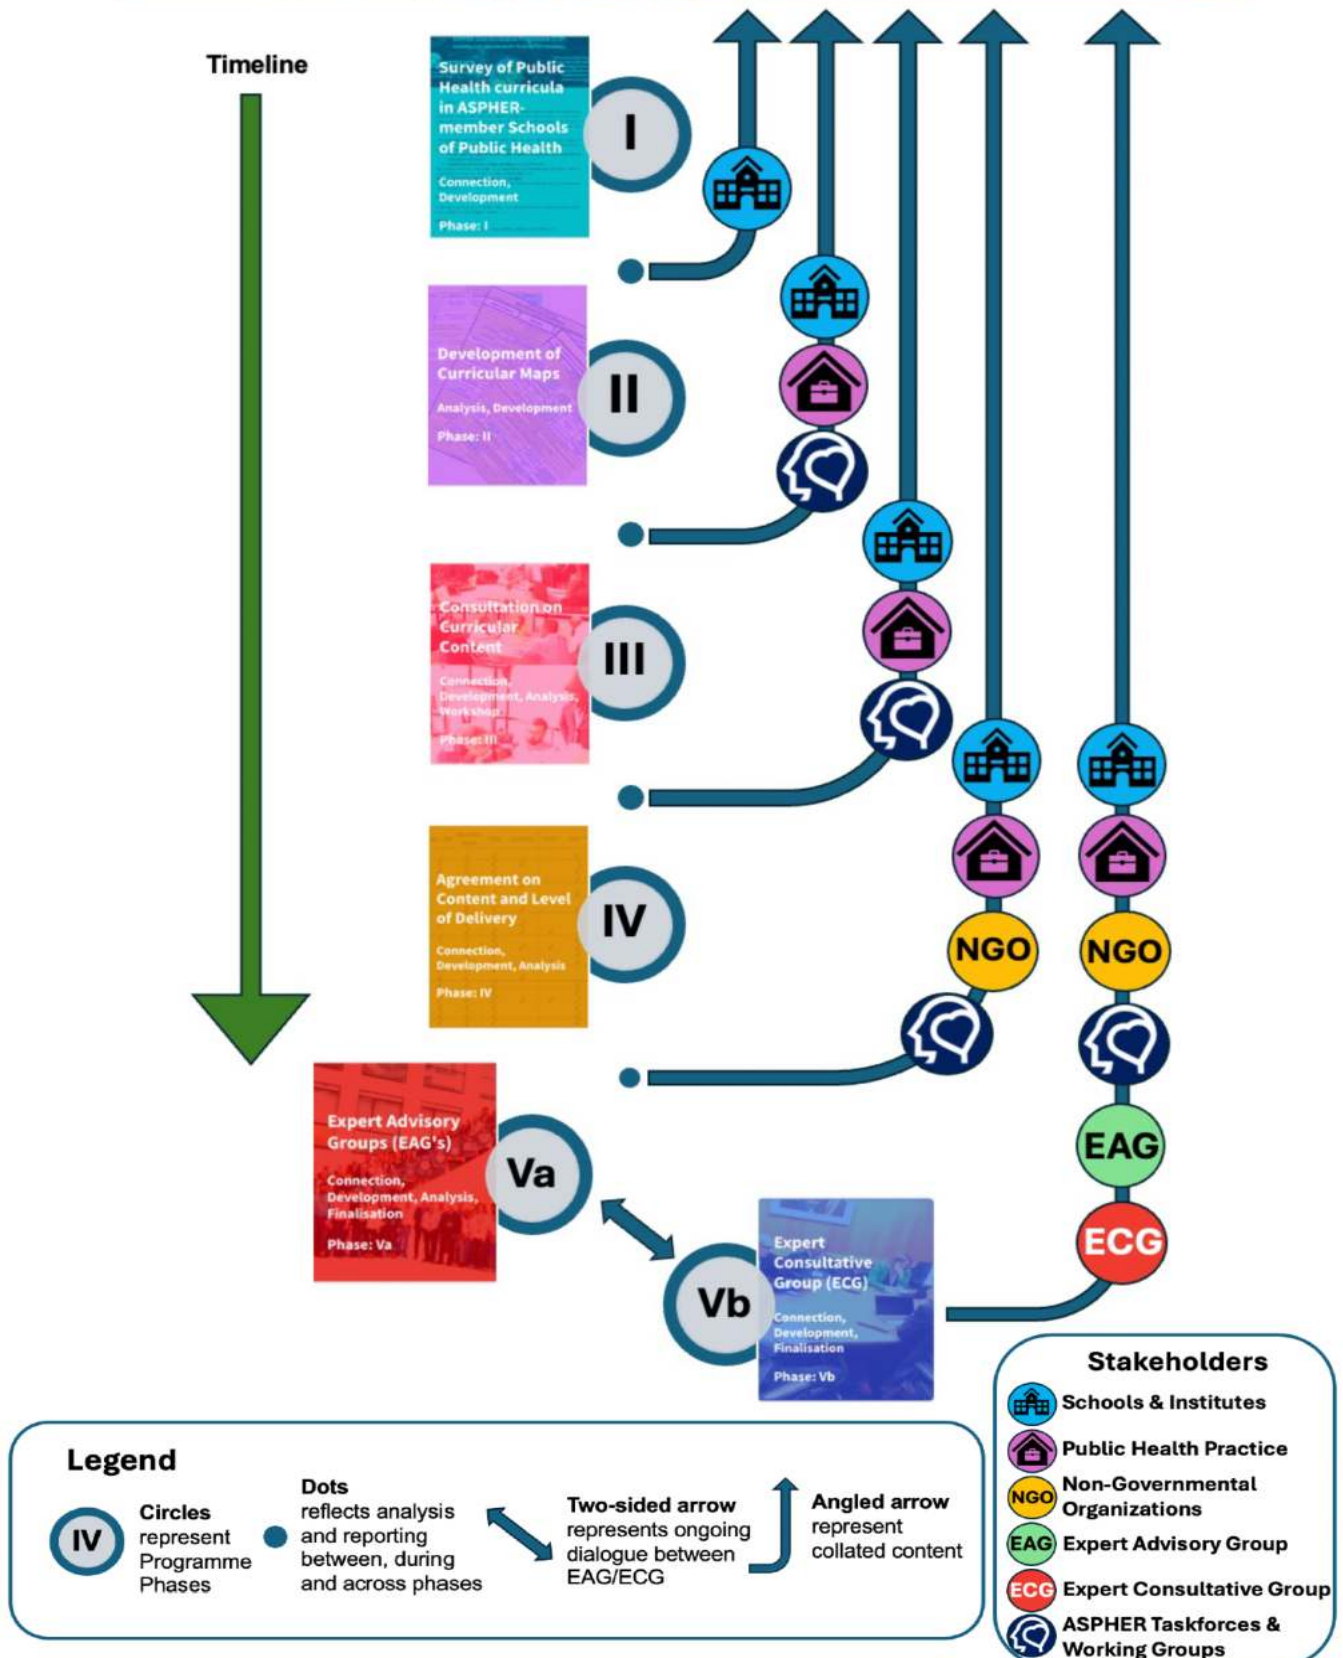 Timeline
Survey of Public
Health curricula
in ASPHER-
member Schools
of Public Health
Connection,
Development
Phase: I
I
Development of
Curricular Maps
Analysis, Development
Phase: II
II
Consultation on
Curricular
Content
Connection,
Development, Analysis,
Workshop
Phase: III
III
Agreement on
Content and Level
of Delivery
Connection,
Development, Analysis
Phase: IV
IV
NGO
NGO
Expert Advisory
Groups (EAG's)
Connection,
Development, Analysis,
Finalisation
Phase: Va
Va
EAG
ECG
Expert
Consultative
Group (ECG)
Connection,
Development,
Finalisation
Phase: Vb
Vb
Stakeholders
Schools & Institutes
Public Health Practice
NGO
Non-Governmental
Organizations
EAG
Expert Advisory Group
ECG
Expert Consultative Group
ASPHER Taskforces &
Working Groups
Legend
IV
Circles
represent
Programme
Phases
Dots
reflects analysis
and reporting
between, during
and across phases
Two-sided arrow
represents ongoing
dialogue between
EAG/ECG
Angled arrow
represent
collated content